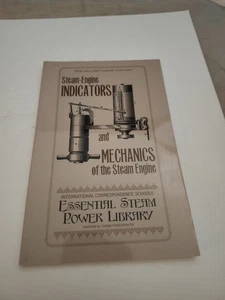 Steam-Engine
INDICATORS
and
MECHANICS
of the Steam Engine
INTERNATIONAL CORRESPONDENCE SCHOOLS
ESSENTIAL STEAM
POWER LIBRARY